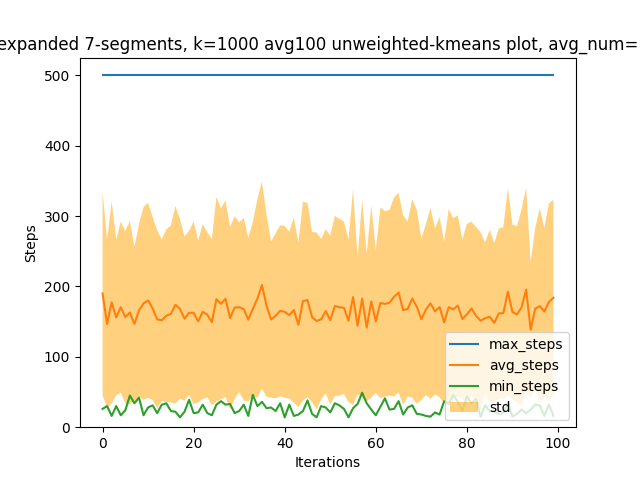 expanded 7-segments, k=1000 avg100 unweighted-kmeans plot, avg_num=
500
400
300
200
100
0
Steps
0 20 40 60 80 100
Iterations
max_steps
avg_steps
min_steps
std